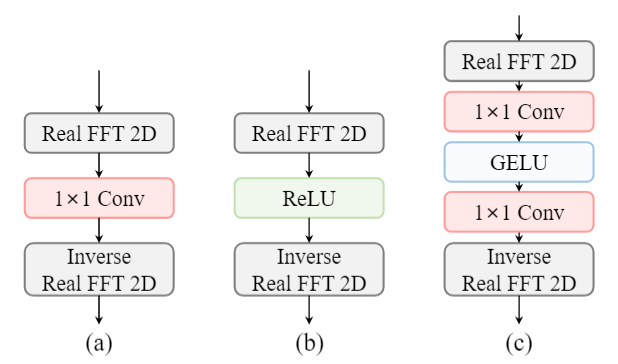 Real FFT 2D
1×1 Conv
Inverse
Real FFT 2D
(a)
Real FFT 2D
ReLU
Inverse
Real FFT 2D
(b)
Real FFT 2D
1×1 Conv
GELU
1×1 Conv
Inverse
Real FFT 2D
(c)